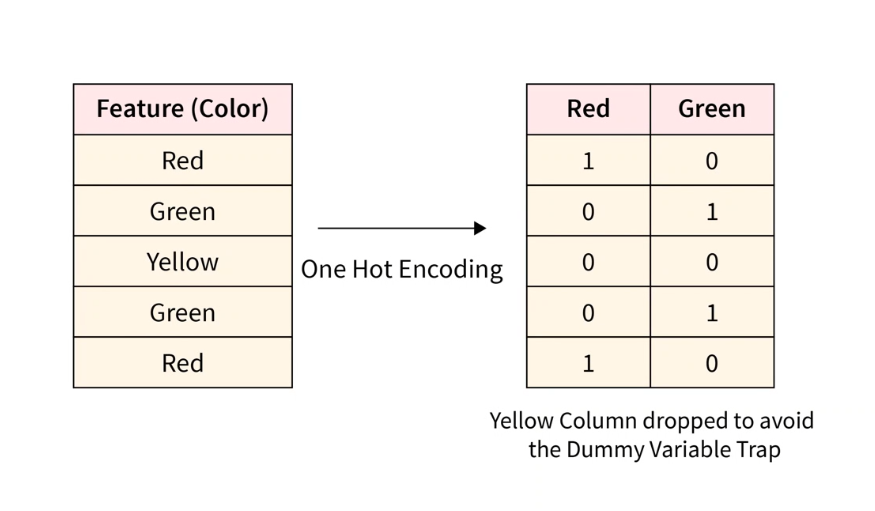 Feature (Color)
Red
Green
Yellow
Green
Red
One Hot Encoding
Red Green
1 0
0 1
0 0
0 1
1 0
Yellow Column dropped to avoid
the Dummy Variable Trap